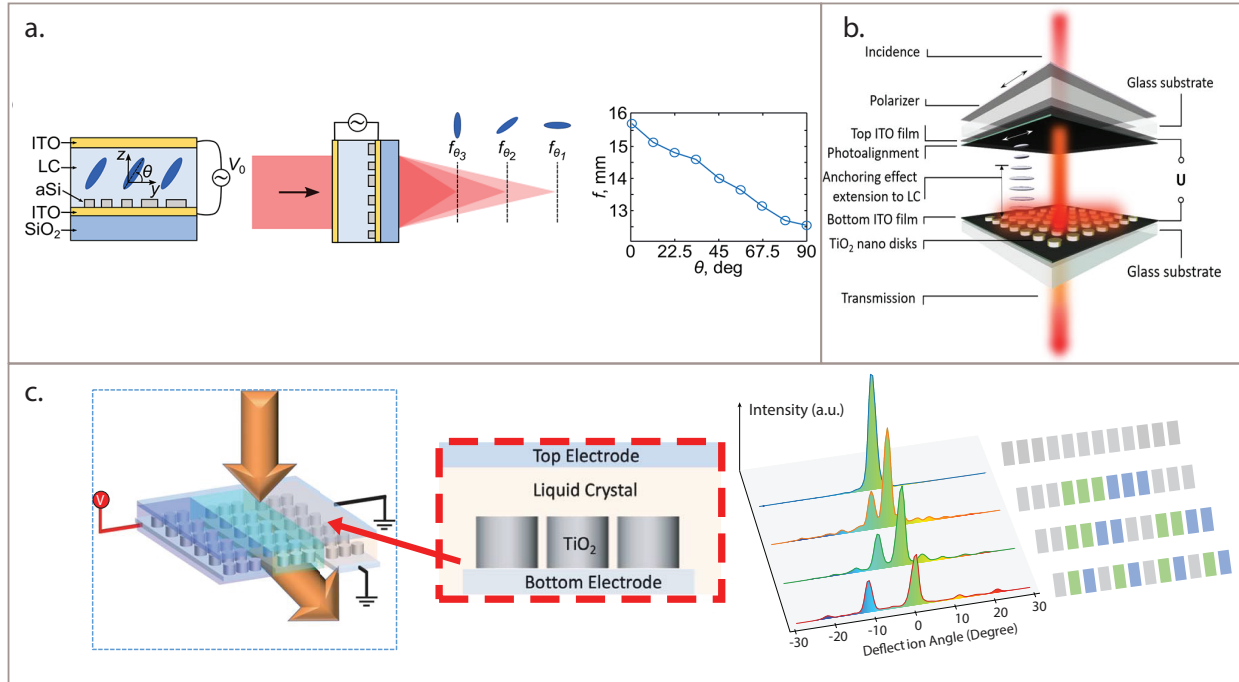 a.
ITO
LC
aSi
ITO
SiO₂
z
θ
y
V₀
fθ₃
fθ₂
fθ₁
f, mm
16
15
14
13
0
22.5
45
67.5
90
θ, deg
b.
Incidence
Polarizer
Top ITO film
Photoalignment
Anchoring effect
extension to LC
Bottom ITO film
TiO₂ nano disks
Transmission
Glass substrate
U
Glass substrate
c.
V
Top Electrode
Liquid Crystal
TiO₂
Bottom Electrode
Intensity (a.u.)
-30
-20
-10
0
10
20
30
Deflection Angle (Degree)